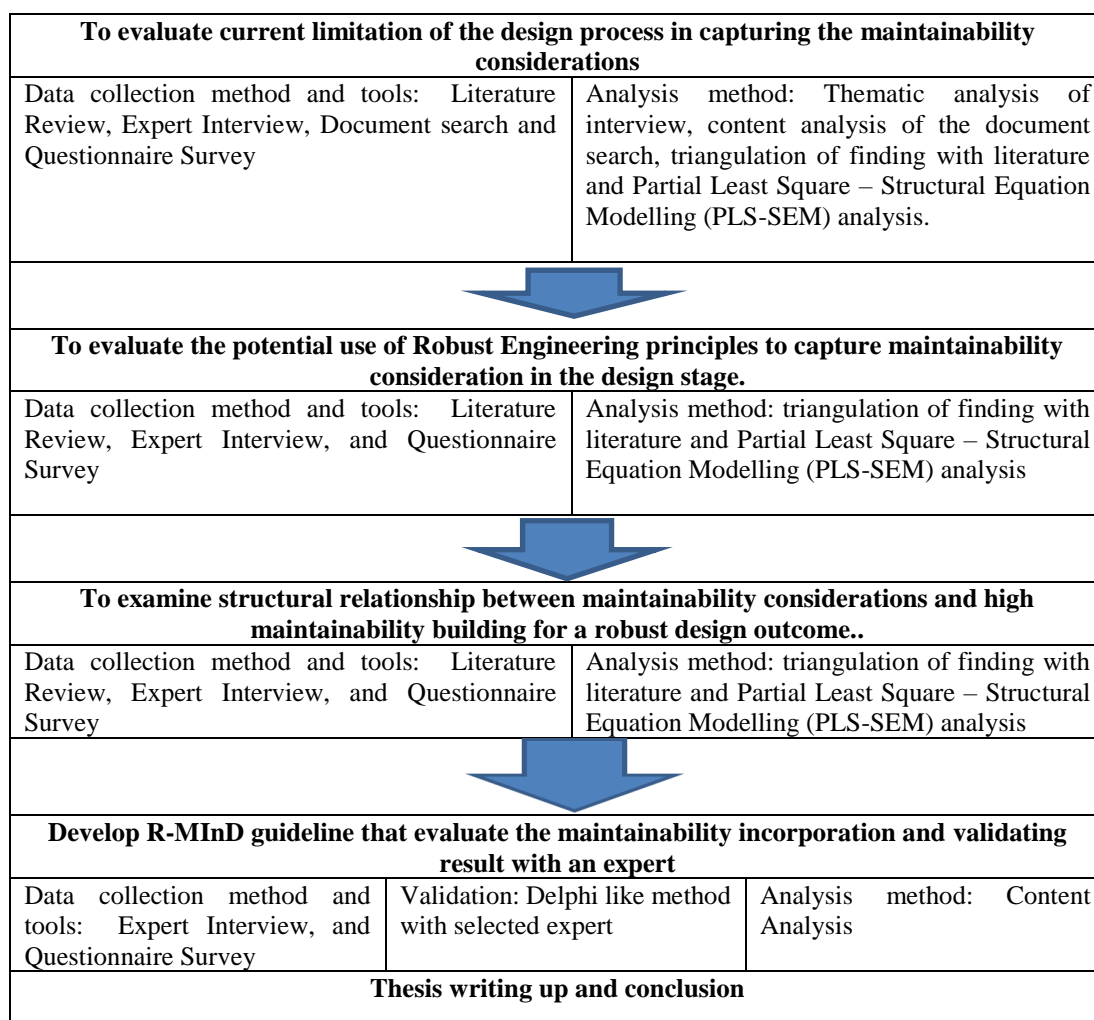 To evaluate current limitation of the design process in capturing the maintainability
considerations
Data collection method and tools: Literature
Review, Expert Interview, Document search and
Questionnaire Survey
Analysis method: Thematic analysis of
interview, content analysis of the document
search, triangulation of finding with literature
and Partial Least Square – Structural Equation
Modelling (PLS-SEM) analysis.
To evaluate the potential use of Robust Engineering principles to capture maintainability
consideration in the design stage.
Data collection method and tools: Literature
Review, Expert Interview, and Questionnaire
Survey
Analysis method: triangulation of finding with
literature and Partial Least Square – Structural
Equation Modelling (PLS-SEM) analysis
To examine structural relationship between maintainability considerations and high
maintainability building for a robust design outcome..
Data collection method and tools: Literature
Review, Expert Interview, and Questionnaire
Survey
Analysis method: triangulation of finding with
literature and Partial Least Square – Structural
Equation Modelling (PLS-SEM) analysis
Develop R-MInD guideline that evaluate the maintainability incorporation and validating
result with an expert
Data collection method and
tools: Expert Interview, and
Questionnaire Survey
Validation: Delphi like method
with selected expert
Analysis method: Content
Analysis
Thesis writing up and conclusion